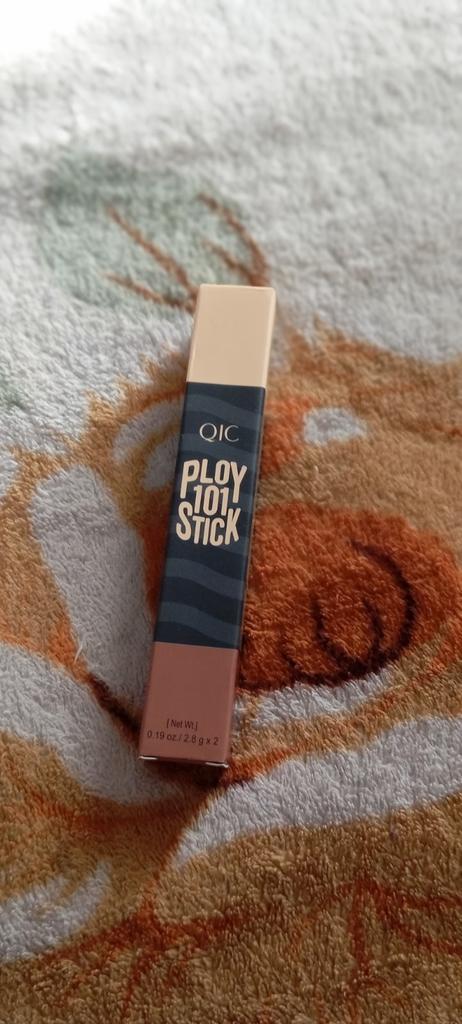 QIC
PLOY
101
STICK
[ Net Wt.]
0.19 oz./ 2.8 g x 2